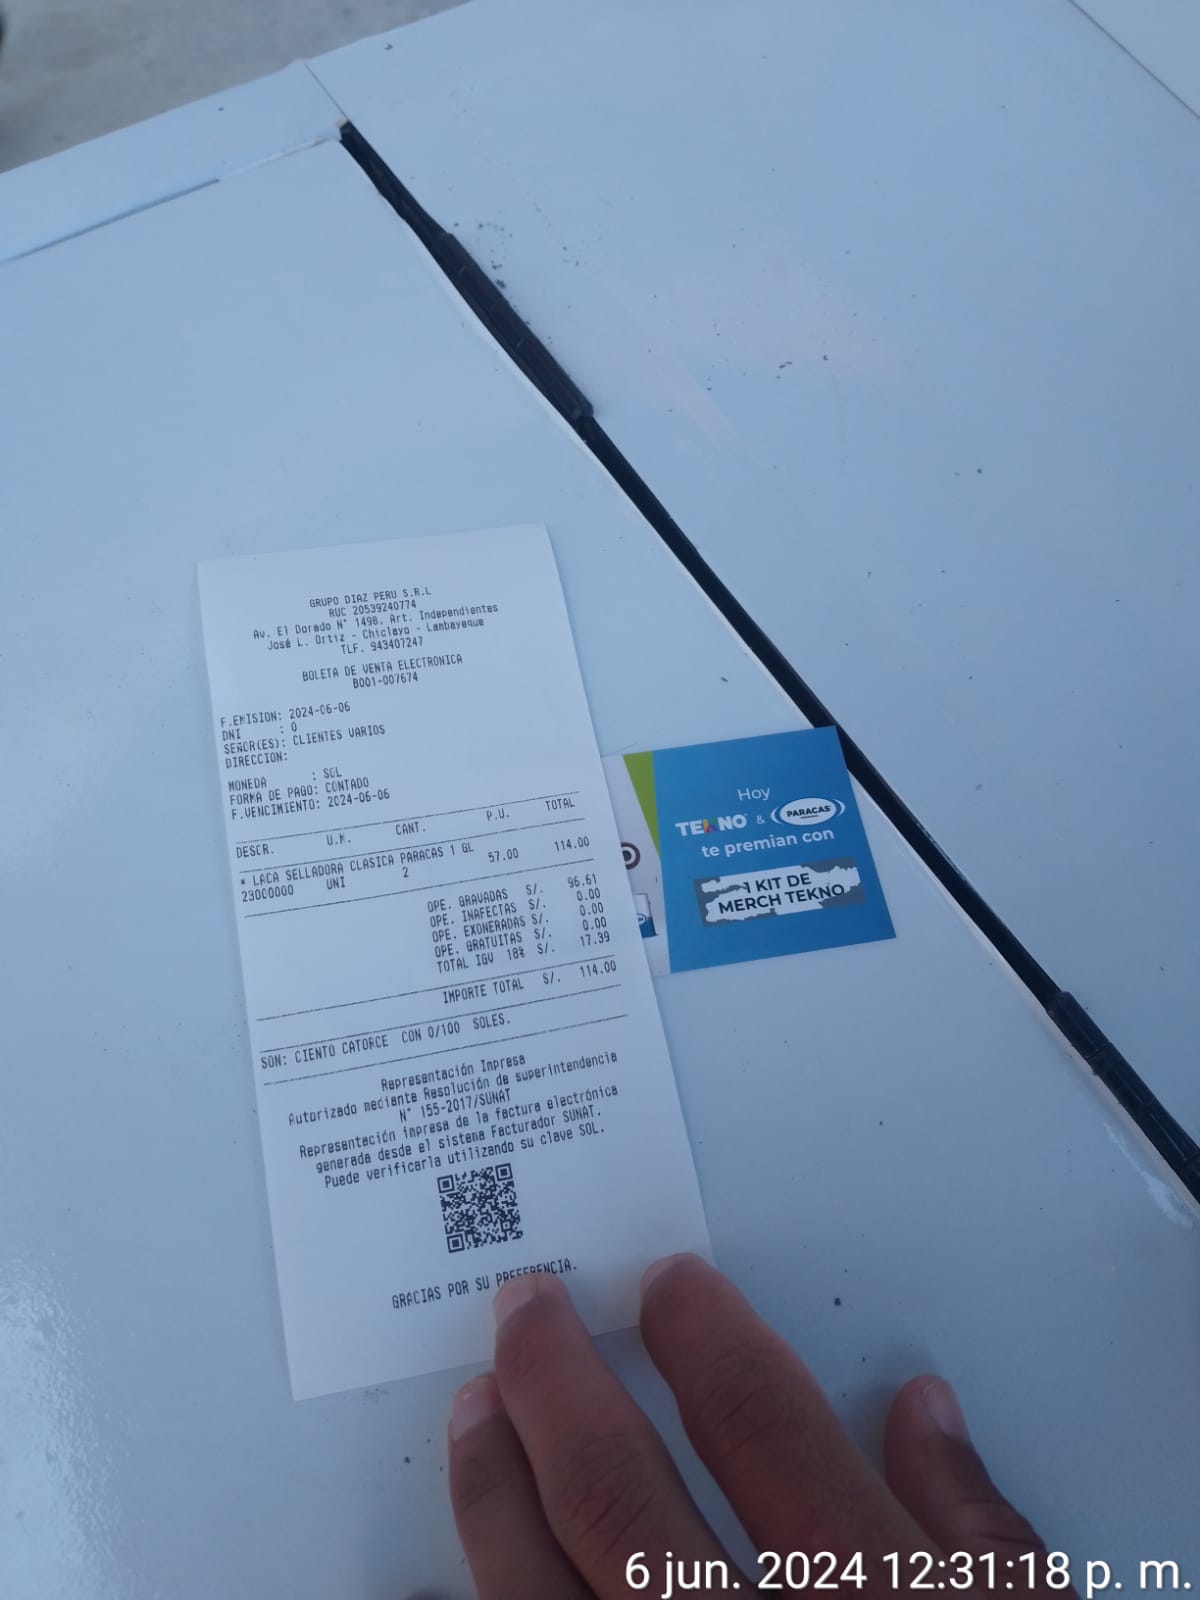 GRUPO DIAZ PERU S.R.L
RUC 20539240774
Av. El Dorado N° 1498, Art. Independientes
José L. Ortiz - Chiclayo - Lambayeque
TLF. 943407247
BOLETA DE VENTA ELECTRONICA
B001-007674
F.EMISION: 2024-06-06
DNI : 0
SEÑOR(ES): CLIENTES VARIOS
DIRECCION:
MONEDA : SOL
FORMA DE PAGO: CONTADO
F.VENCIMIENTO: 2024-06-06
DESCR. U.M. CANT. P.U. TOTAL
* LACA SELLADORA CLASICA PARACAS 1 GL
230C0000 UNI 2 57.00 114.00
OPE. GRAVADAS S/. 96.61
OPE. INAFECTAS S/. 0.00
OPE. EXONERADAS S/. 0.00
OPE. GRATUITAS S/. 0.00
TOTAL IGV 18% S/. 17.39
IMPORTE TOTAL S/. 114.00
SON: CIENTO CATORCE CON 0/100 SOLES.
Representación Impresa
Autorizado mediante Resolución de superintendencia
N° 155-2017/SUNAT
Representación impresa de la factura electrónica
generada desde el sistema Facturador SUNAT.
Puede verificarla utilizando su clave SOL.
GRACIAS POR SU PREFERENCIA.
Hoy
TEKNO & PARACAS
te premian con
1 KIT DE
MERCH TEKNO
6 jun. 2024 12:31:18 p. m.